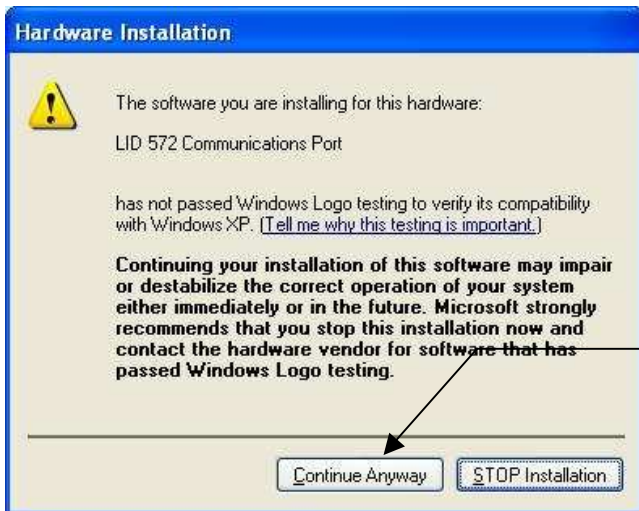 Hardware Installation
The software you are installing for this hardware:
LID 572 Communications Port
has not passed Windows Logo testing to verify its compatibility
with Windows XP. (Tell me why this testing is important.)
Continuing your installation of this software may impair
or destabilize the correct operation of your system
either immediately or in the future. Microsoft strongly
recommends that you stop this installation now and
contact the hardware vendor for software that has
passed Windows Logo testing.
Continue Anyway
STOP Installation